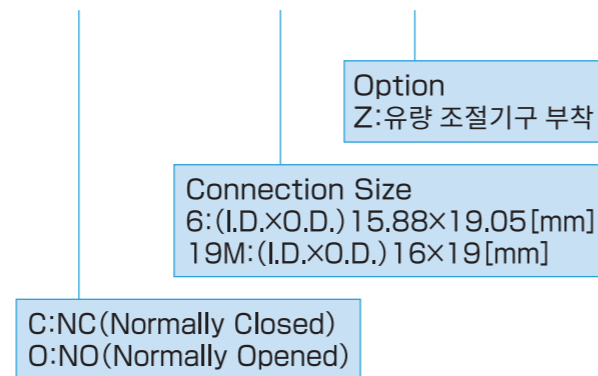 Option
Z:유량 조절기구 부착
Connection Size
6:(I.D.×O.D.)15.88×19.05[mm]
19M:(I.D.×O.D.)16×19[mm]
C:NC(Normally Closed)
O:NO(Normally Opened)